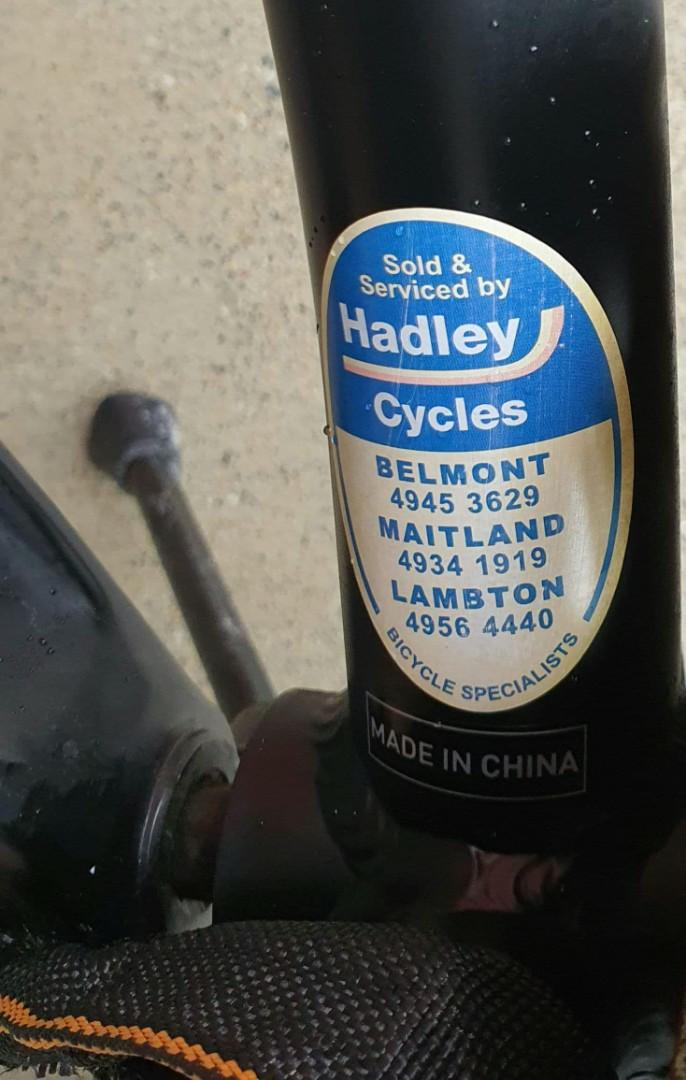 Sold &
Serviced by
Hadley
Cycles
BELMONT
4945 3629
MAITLAND
4934 1919
LAMBTON
4956 4440
BICYCLE SPECIALISTS
MADE IN CHINA